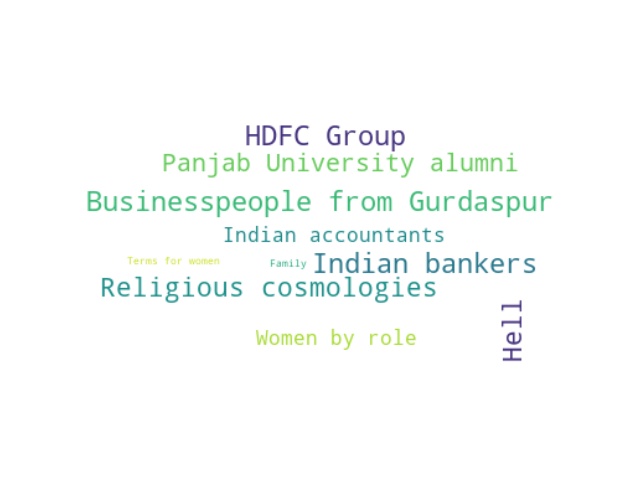 HDFC Group
Panjab University alumni
Businesspeople from Gurdaspur
Indian accountants
Terms for women
Family
Indian bankers
Religious cosmologies
Hell
Women by role